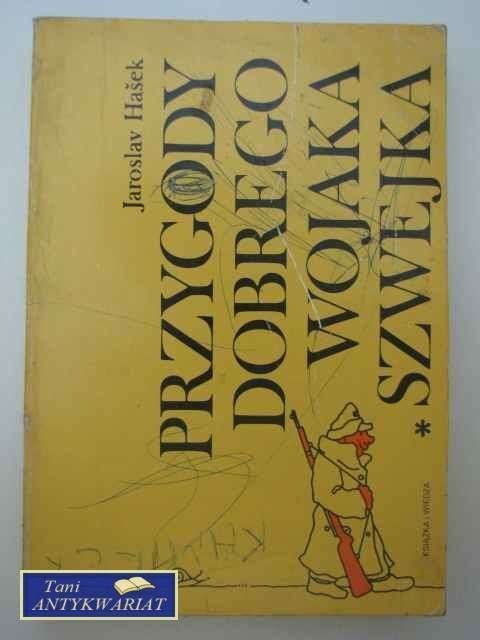 Jaroslav Hašek
PRZYGODY
DOBREGO
WOJAKA
* SZWEJKA
KSIĄŻKA I WIEDZA
Tani
ANTYKWARIAT